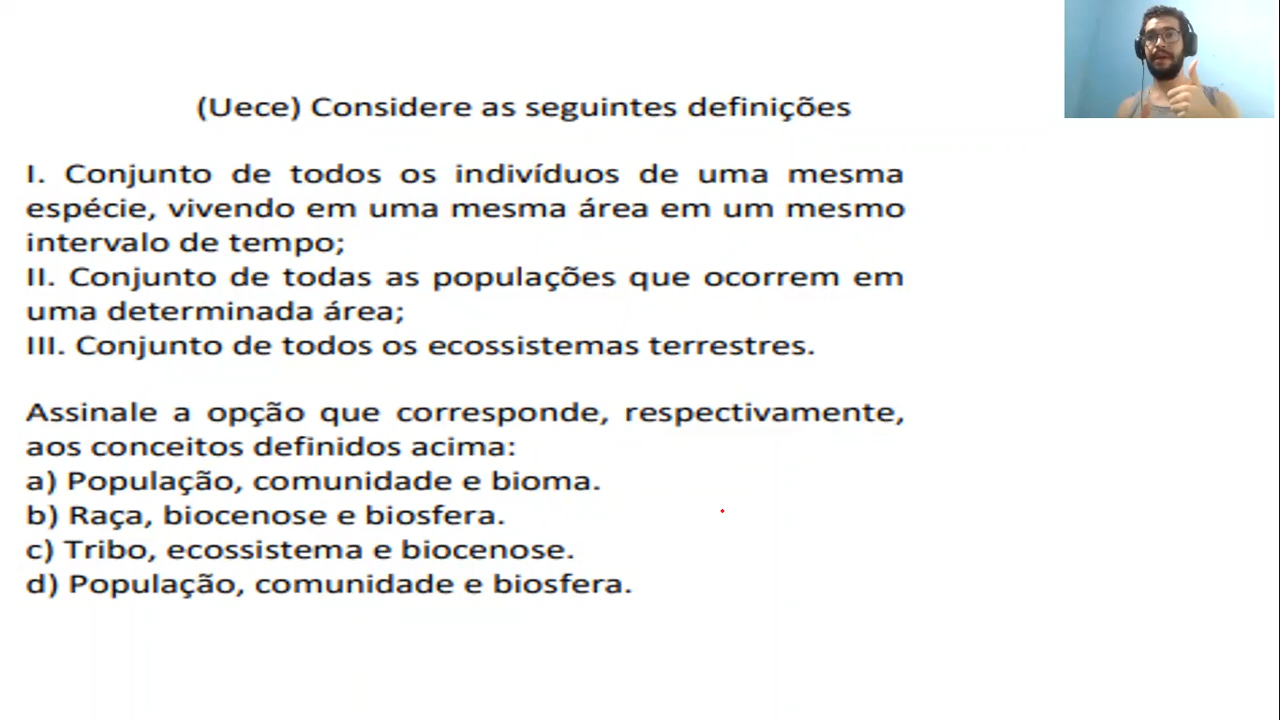 (Uece) Considere as seguintes definições
I. Conjunto de todos os indivíduos de uma mesma
espécie, vivendo em uma mesma área em um mesmo
intervalo de tempo;
II. Conjunto de todas as populações que ocorrem em
uma determinada área;
III. Conjunto de todos os ecossistemas terrestres.
Assinale a opção que corresponde, respectivamente,
aos conceitos definidos acima:
a) População, comunidade e bioma.
b) Raça, biocenose e biosfera.
c) Tribo, ecossistema e biocenose.
d) População, comunidade e biosfera.